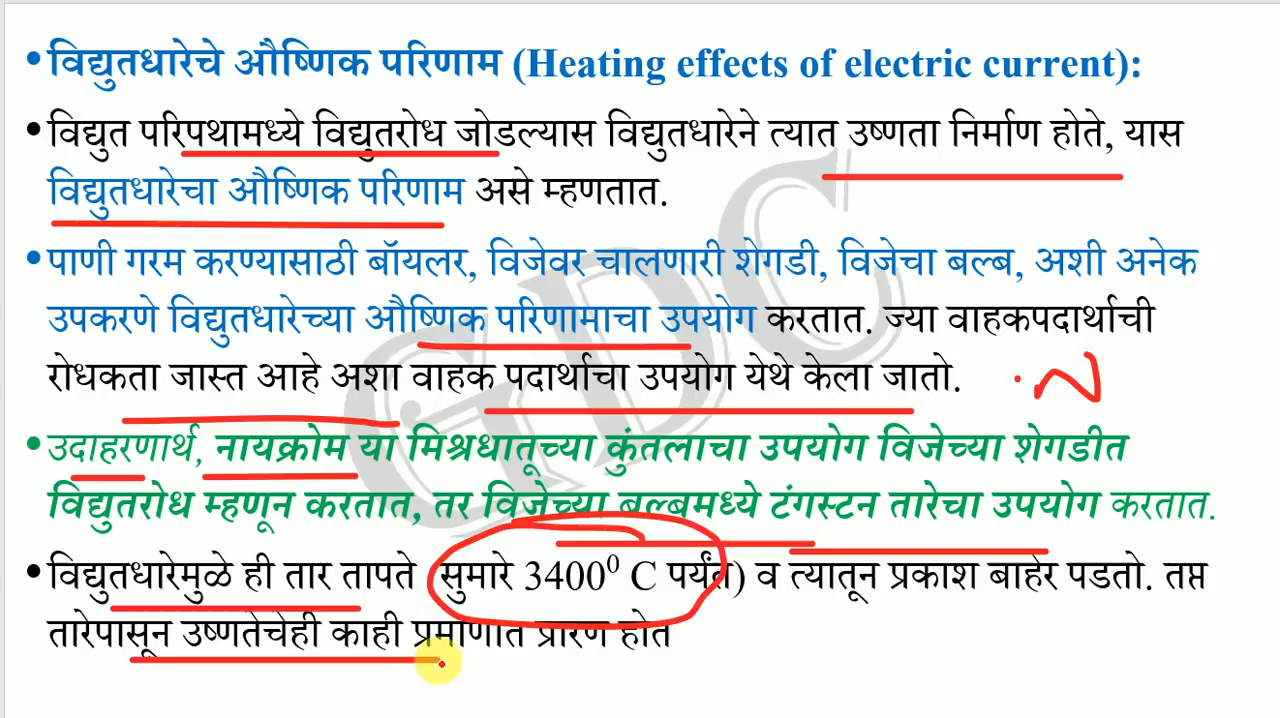 • विद्युतधारेचे औष्णिक परिणाम (Heating effects of electric current):
• विद्युत परिपथामध्ये विद्युतरोध जोडल्यास विद्युतधारेने त्यात उष्णता निर्माण होते, यास
विद्युतधारेचा औष्णिक परिणाम असे म्हणतात.
• पाणी गरम करण्यासाठी बॉयलर, विजेवर चालणारी शेगडी, विजेचा बल्ब, अशी अनेक
उपकरणे विद्युतधारेच्या औष्णिक परिणामाचा उपयोग करतात. ज्या वाहकपदार्थाची
रोधकता जास्त आहे अशा वाहक पदार्थाचा उपयोग येथे केला जातो.
• उदाहरणार्थ, नायक्रोम या मिश्रधातूच्या कुंतलाचा उपयोग विजेच्या शेगडीत
विद्युतरोध म्हणून करतात, तर विजेच्या बल्बमध्ये टंगस्टन तारेचा उपयोग करतात.
• विद्युतधारेमुळे ही तार तापते (सुमारे 3400⁰ C पर्यंत) व त्यातून प्रकाश बाहेर पडतो. तप्त
तारेपासून उष्णतेचेही काही प्रमाणात प्रारण होत
GDC